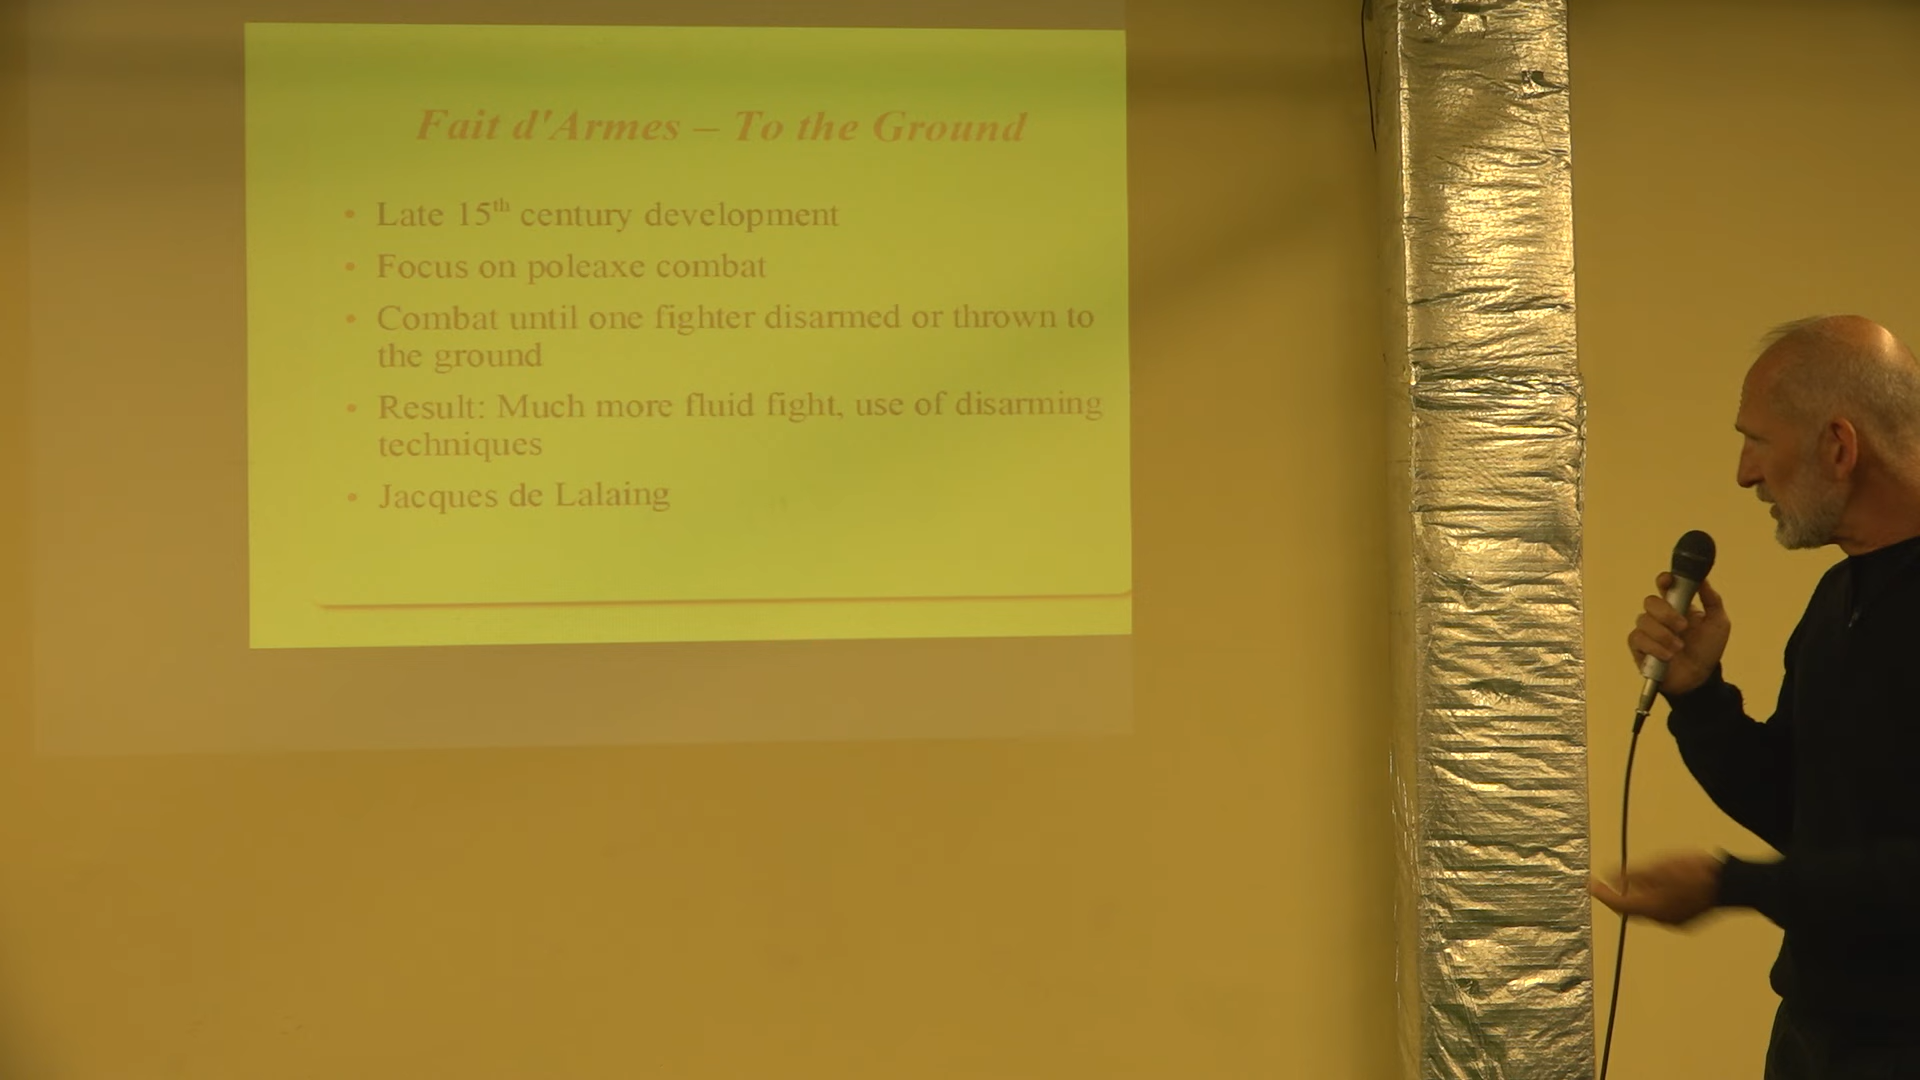 Fait d'Armes – To the Ground
• Late 15th century development
• Focus on poleaxe combat
• Combat until one fighter disarmed or thrown to
the ground
• Result: Much more fluid fight, use of disarming
techniques
• Jacques de Lalaing